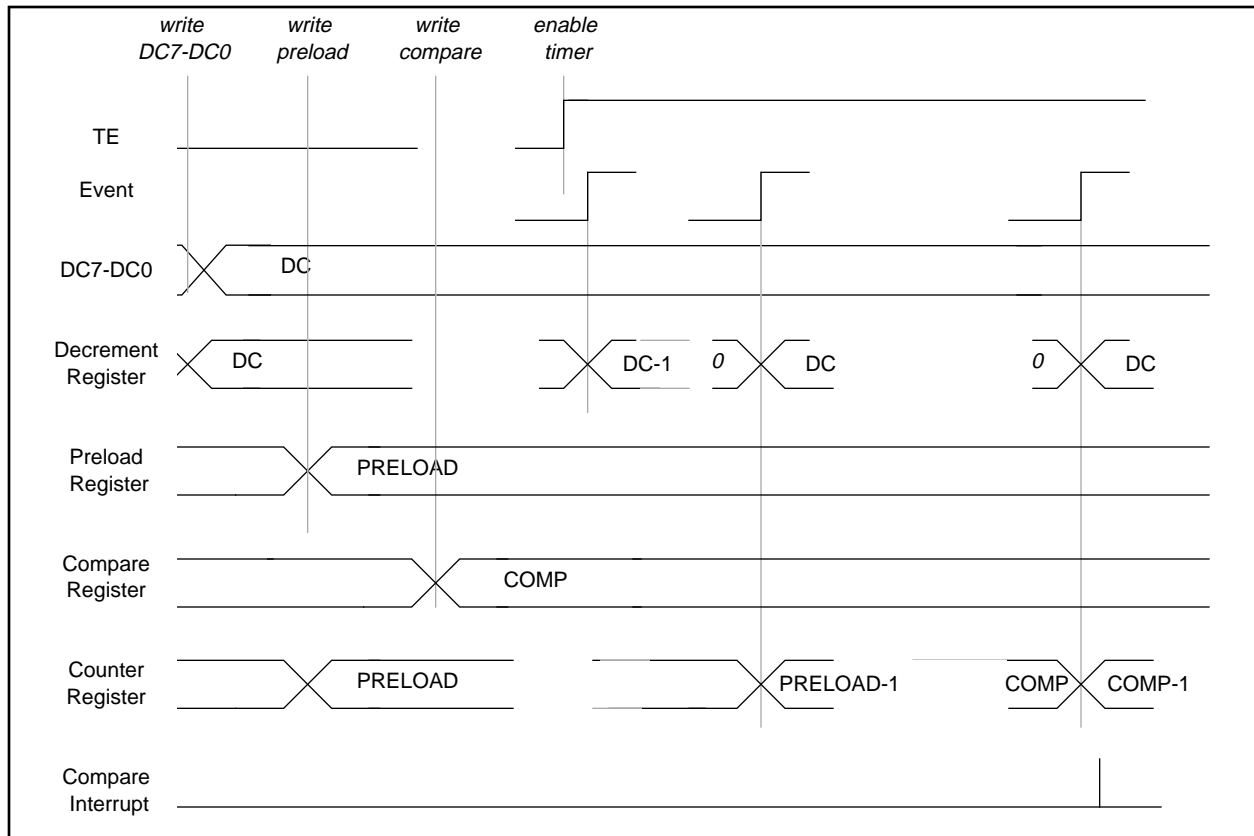 write
DC7-DC0
write
preload
write
compare
enable
timer
TE
Event
DC7-DC0
DC
Decrement
Register
DC
DC-1
0
DC
0
DC
Preload
Register
PRELOAD
Compare
Register
COMP
Counter
Register
PRELOAD
PRELOAD-1
COMP
COMP-1
Compare
Interrupt